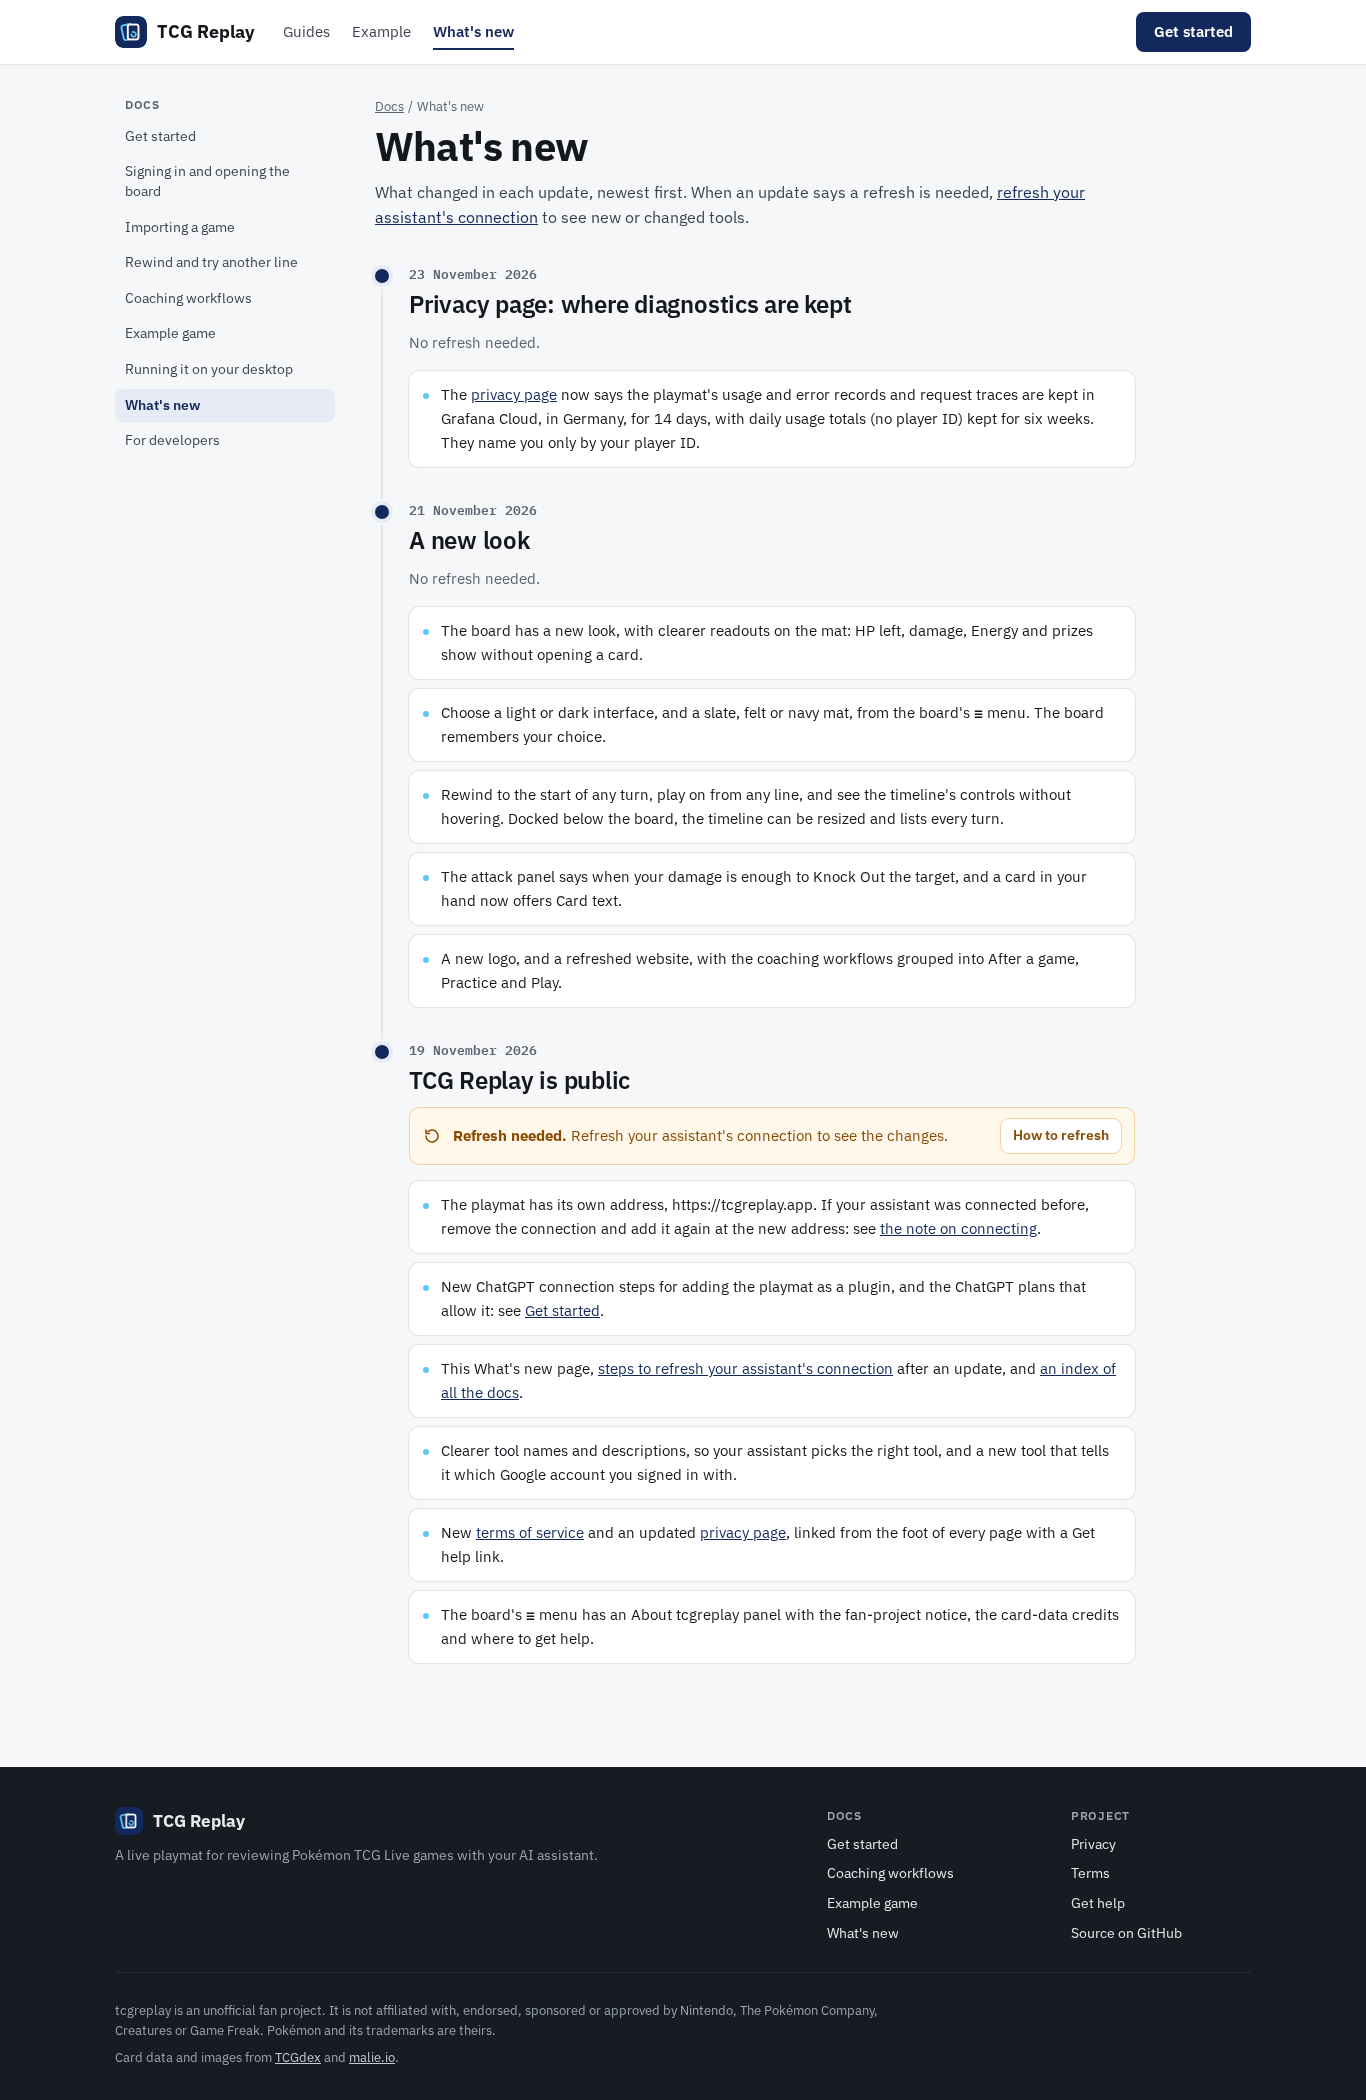 TCG Replay
Guides
Example
What's new
Get started
DOCS
Get started
Signing in and opening the
board
Importing a game
Rewind and try another line
Coaching workflows
Example game
Running it on your desktop
What's new
For developers
Docs / What's new
What's new
What changed in each update, newest first. When an update says a refresh is needed, refresh your
assistant's connection to see new or changed tools.
23 November 2026
Privacy page: where diagnostics are kept
No refresh needed.
The privacy page now says the playmat's usage and error records and request traces are kept in
Grafana Cloud, in Germany, for 14 days, with daily usage totals (no player ID) kept for six weeks.
They name you only by your player ID.
21 November 2026
A new look
No refresh needed.
The board has a new look, with clearer readouts on the mat: HP left, damage, Energy and prizes
show without opening a card.
Choose a light or dark interface, and a slate, felt or navy mat, from the board's ≡ menu. The board
remembers your choice.
Rewind to the start of any turn, play on from any line, and see the timeline's controls without
hovering. Docked below the board, the timeline can be resized and lists every turn.
The attack panel says when your damage is enough to Knock Out the target, and a card in your
hand now offers Card text.
A new logo, and a refreshed website, with the coaching workflows grouped into After a game,
Practice and Play.
19 November 2026
TCG Replay is public
Refresh needed. Refresh your assistant's connection to see the changes.
How to refresh
The playmat has its own address, https://tcgreplay.app. If your assistant was connected before,
remove the connection and add it again at the new address: see the note on connecting.
New ChatGPT connection steps for adding the playmat as a plugin, and the ChatGPT plans that
allow it: see Get started.
This What's new page, steps to refresh your assistant's connection after an update, and an index of
all the docs.
Clearer tool names and descriptions, so your assistant picks the right tool, and a new tool that tells
it which Google account you signed in with.
New terms of service and an updated privacy page, linked from the foot of every page with a Get
help link.
The board's ≡ menu has an About tcgreplay panel with the fan-project notice, the card-data credits
and where to get help.
TCG Replay
A live playmat for reviewing Pokémon TCG Live games with your AI assistant.
DOCS
Get started
Coaching workflows
Example game
What's new
PROJECT
Privacy
Terms
Get help
Source on GitHub
tcgreplay is an unofficial fan project. It is not affiliated with, endorsed, sponsored or approved by Nintendo, The Pokémon Company,
Creatures or Game Freak. Pokémon and its trademarks are theirs.
Card data and images from TCGdex and malie.io.